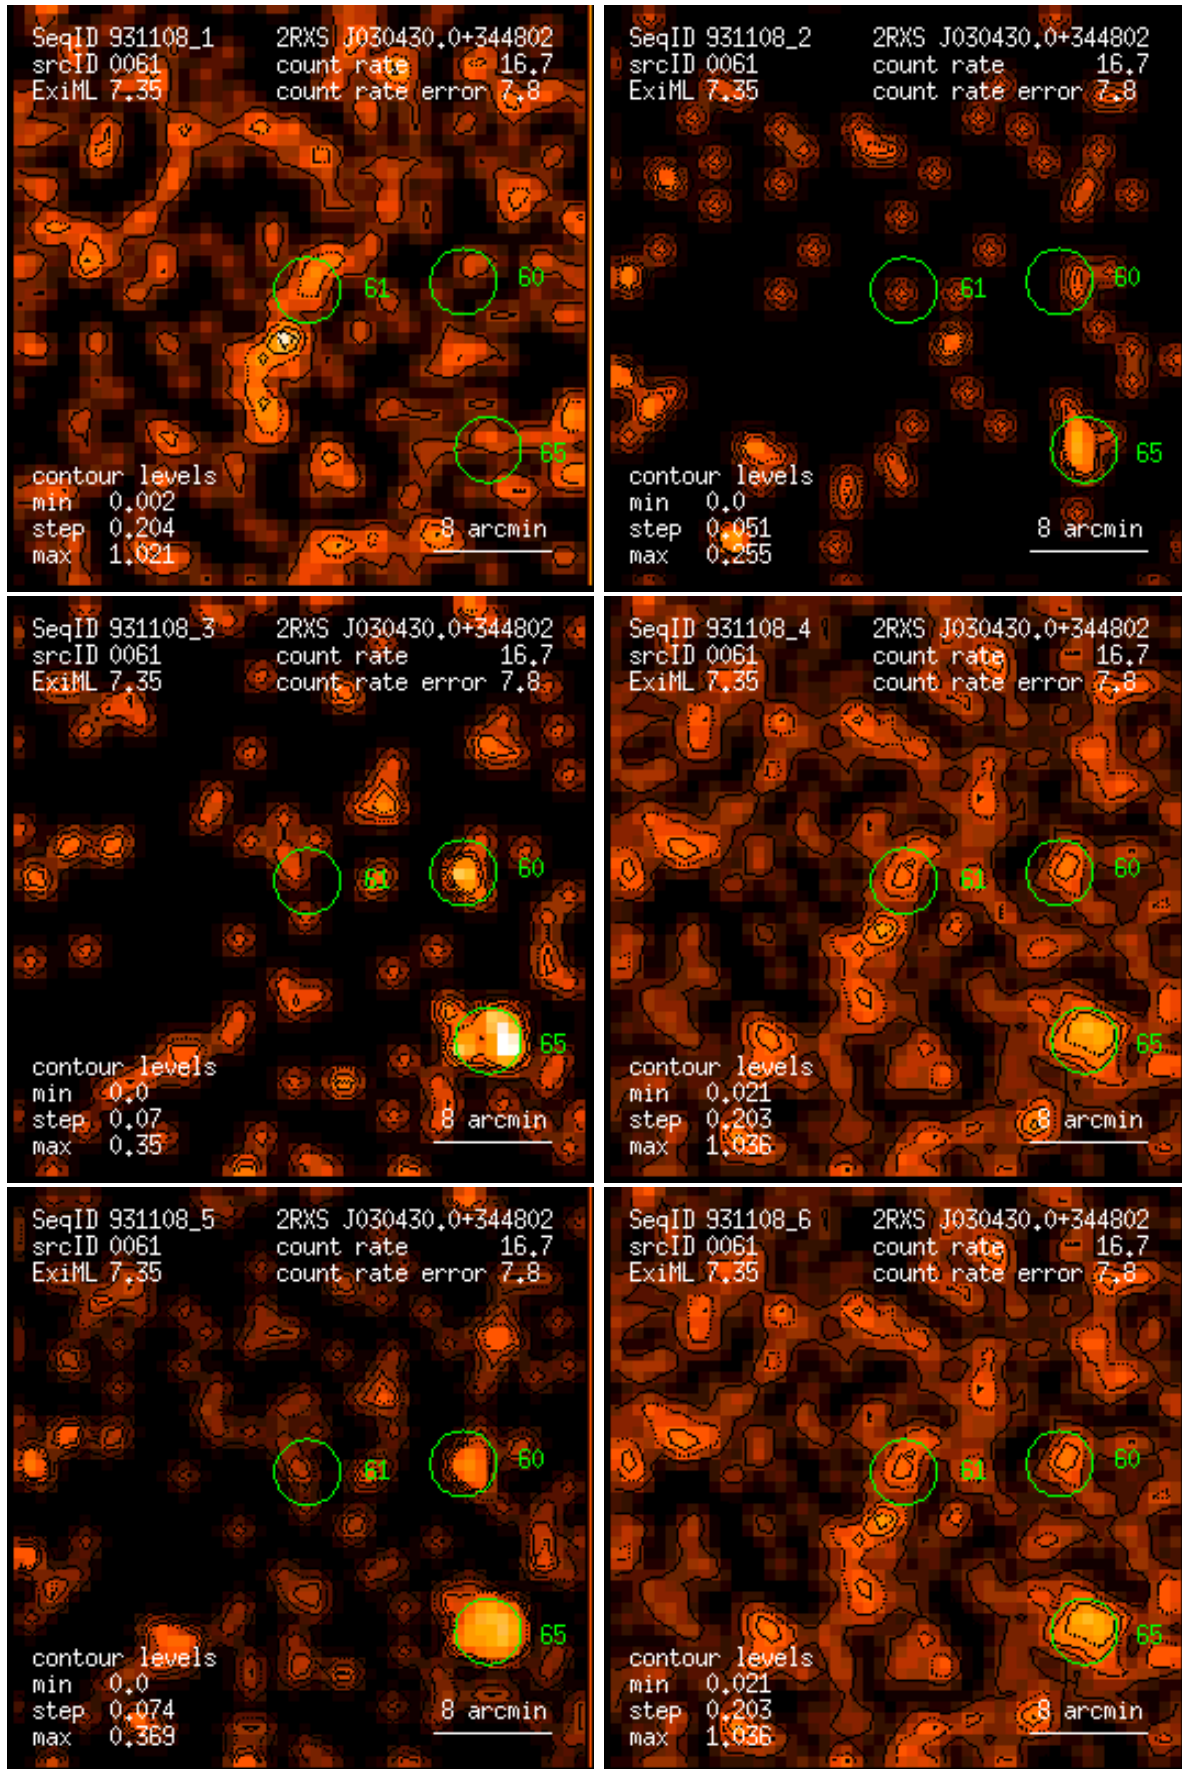 SeqID 931108_1 2RXS J030430.0+344802
srcID 0061 count rate 16.7
ExiML 7.35 count rate error 7.8
61
60
65
contour levels
min 0.002
step 0.204 8 arcmin
max 1.021
SeqID 931108_2 2RXS J030430.0+344802
srcID 0061 count rate 16.7
ExiML 7.35 count rate error 7.8
61
60
65
contour levels
min 0.0
step 0.051 8 arcmin
max 0.255
SeqID 931108_3 2RXS J030430.0+344802
srcID 0061 count rate 16.7
ExiML 7.35 count rate error 7.8
61
60
65
contour levels
min 0.0
step 0.07 8 arcmin
max 0.35
SeqID 931108_4 2RXS J030430.0+344802
srcID 0061 count rate 16.7
ExiML 7.35 count rate error 7.8
61
60
65
contour levels
min 0.021
step 0.203 8 arcmin
max 1.036
SeqID 931108_5 2RXS J030430.0+344802
srcID 0061 count rate 16.7
ExiML 7.35 count rate error 7.8
61
60
65
contour levels
min 0.0
step 0.074 8 arcmin
max 0.369
SeqID 931108_6 2RXS J030430.0+344802
srcID 0061 count rate 16.7
ExiML 7.35 count rate error 7.8
61
60
65
contour levels
min 0.021
step 0.203 8 arcmin
max 1.036